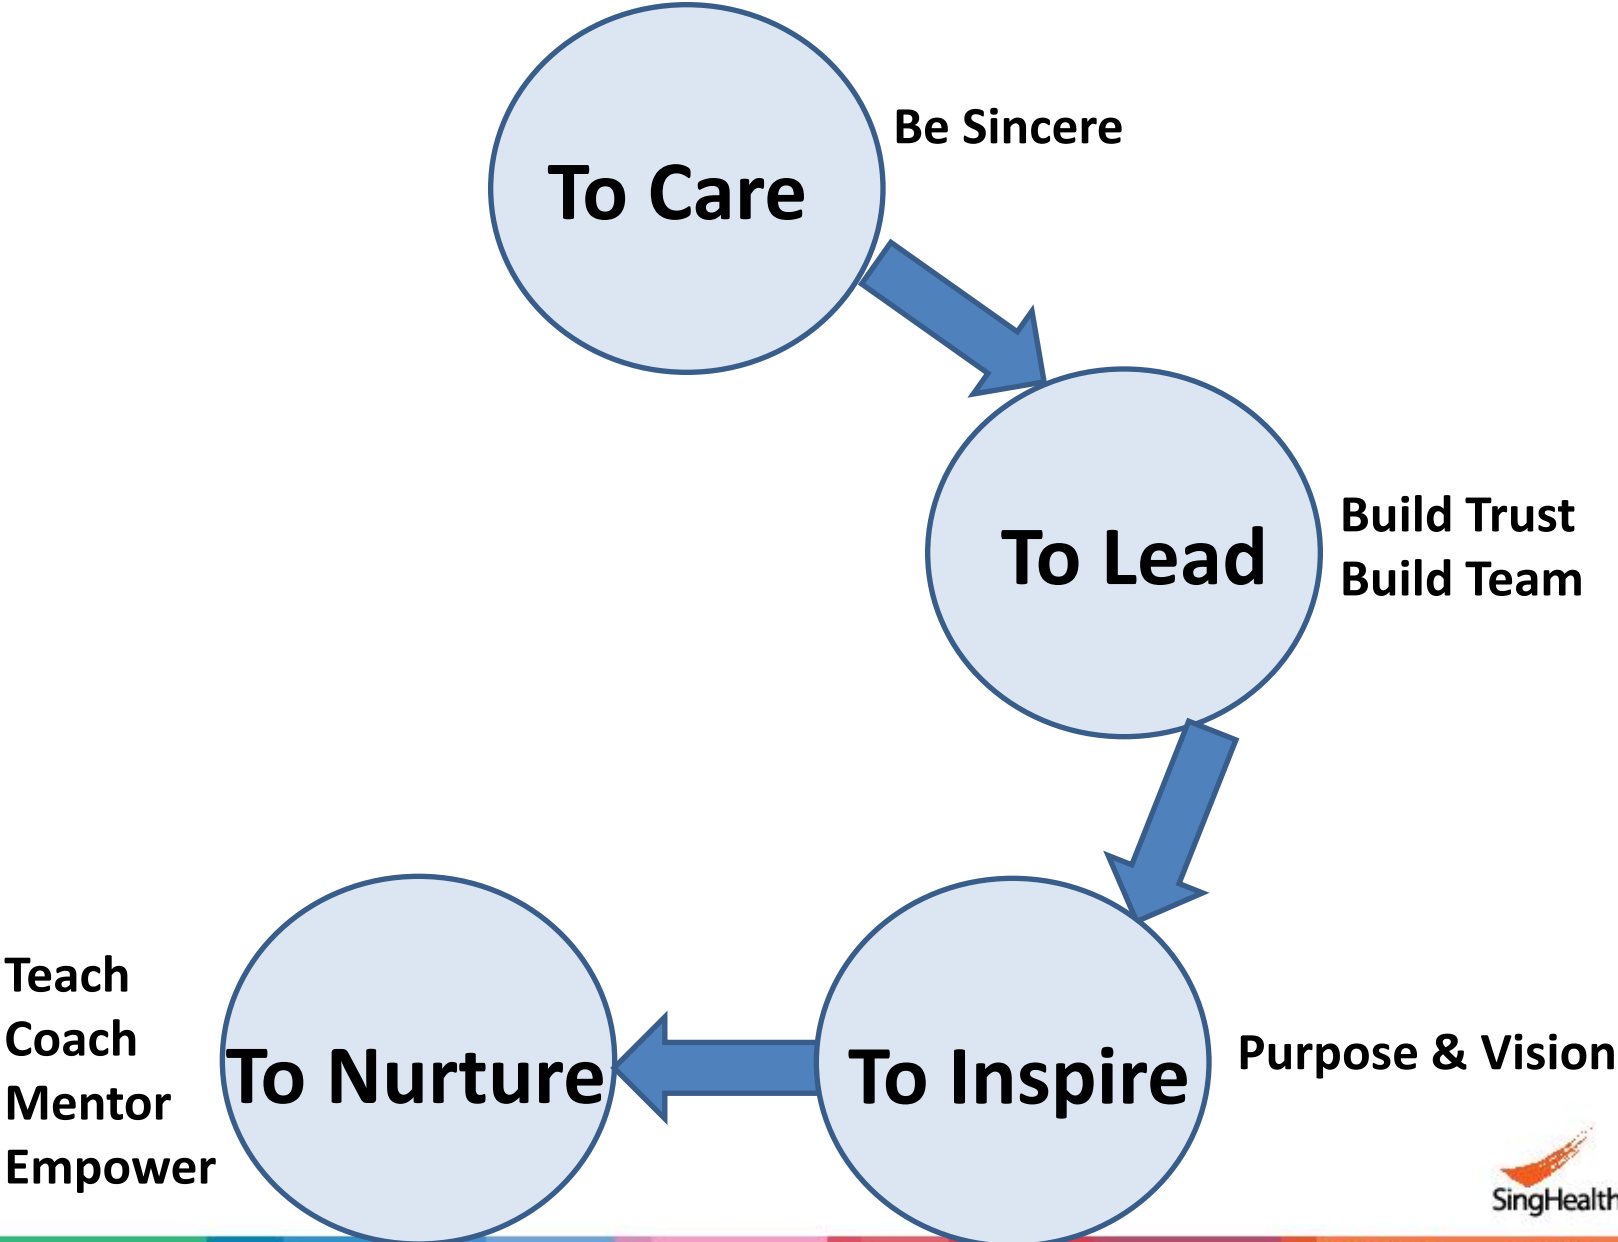 To Care
Be Sincere
To Lead
Build Trust
Build Team
To Inspire
Purpose & Vision
To Nurture
Teach
Coach
Mentor
Empower
SingHealth